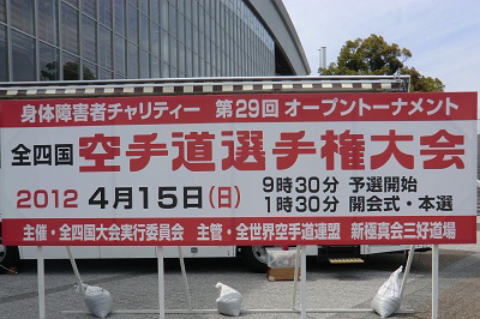 身体障害者チャリティー 第29回 オープントーナメント
全四国 空手道選手権大会
2012 4月15日(日) 9時30分 予選開始
1時30分 開会式・本選
主催・全四国大会実行委員会 主管・全世界空手道連盟 新極真会三好道場